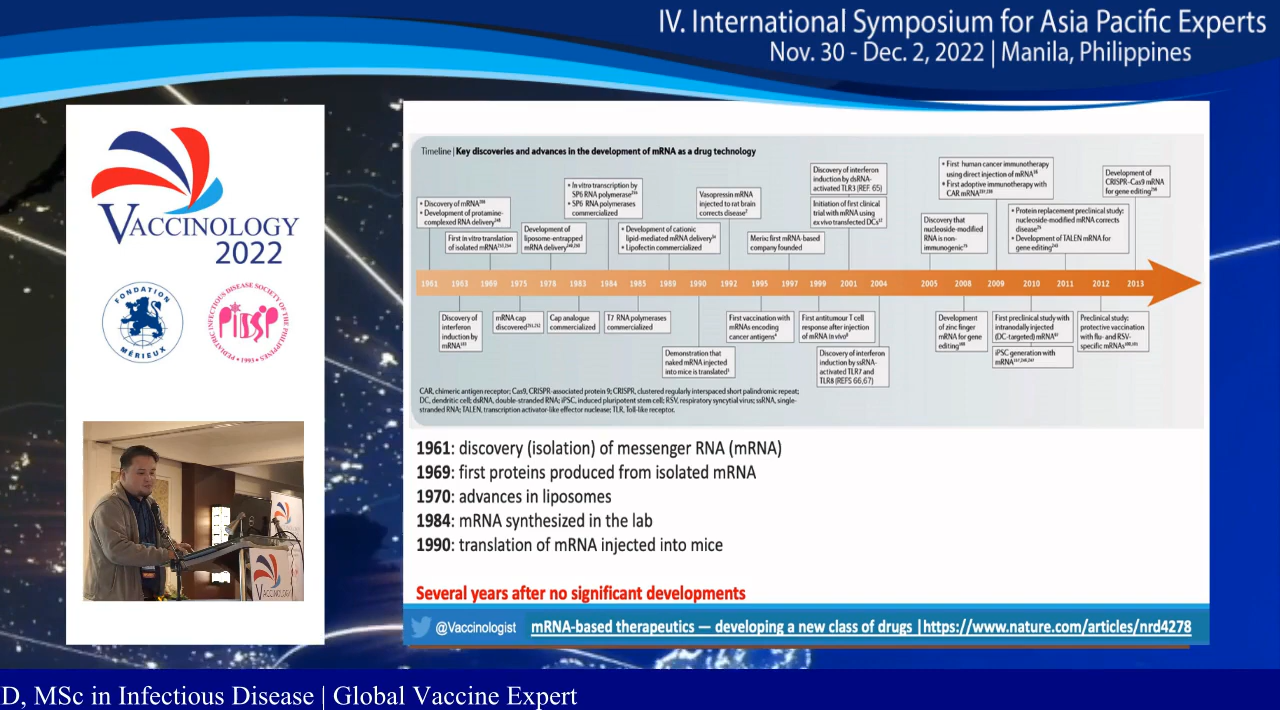 IV. International Symposium for Asia Pacific Experts
Nov. 30 - Dec. 2, 2022 | Manila, Philippines
VACCINOLOGY
2022
FONDATION
MÉRIEUX
PEDIATRIC INFECTIOUS DISEASE SOCIETY OF THE PHILIPPINES
PIDSP
• 1993 •
Timeline | Key discoveries and advances in the development of mRNA as a drug technology
• Discovery of mRNA
• Development of protamine-
complexed RNA delivery
First in vitro translation
of isolated mRNA
Development of
liposome-entrapped
mRNA delivery
• In vitro transcription by
SP6 RNA polymerase
• SP6 RNA polymerases
commercialized
• Development of cationic
lipid-mediated mRNA delivery
• Lipofectin commercialized
Vasopressin mRNA
injected to rat brain
corrects disease
Merix: first mRNA-based
company founded
Discovery of interferon
induction by dsRNA-
activated TLR3 (REF. 65)
Initiation of first clinical
trial with mRNA using
ex vivo transfected DCs
Discovery that
nucleoside-modified
RNA is non-
immunogenic
• First human cancer immunotherapy
using direct injection of mRNA
• First adoptive immunotherapy with
CAR mRNA
• Protein replacement preclinical study:
nucleoside-modified mRNA corrects
disease
• Development of TALEN mRNA for
gene editing
Development of
CRISPR–Cas9 mRNA
for gene editing
1961 1963 1969 1975 1978 1983 1984 1985 1989 1990 1992 1995 1997 1999 2001 2004 2005 2008 2009 2010 2011 2012 2013
Discovery of
interferon
induction by
mRNA
mRNA cap
discovered
Cap analogue
commercialized
T7 RNA polymerases
commercialized
Demonstration that
naked mRNA injected
into mice is translated
First vaccination with
mRNAs encoding
cancer antigens
First antitumour T cell
response after injection
of mRNA in vivo
Discovery of interferon
induction by ssRNA-
activated TLR7 and
TLR8 (REFS 66,67)
Development
of zinc finger
mRNA for gene
editing
First preclinical study with
intranodally injected
(DC-targeted) mRNA
iPSC generation with
mRNA
Preclinical study:
protective vaccination
with flu- and RSV-
specific mRNAs
CAR, chimeric antigen receptor; Cas9, CRISPR-associated protein 9; CRISPR, clustered regularly interspaced short palindromic repeat;
DC, dendritic cell; dsRNA, double-stranded RNA; iPSC, induced pluripotent stem cell; RSV, respiratory syncytial virus; ssRNA, single-
stranded RNA; TALEN, transcription activator-like effector nuclease; TLR, Toll-like receptor.
1961: discovery (isolation) of messenger RNA (mRNA)
1969: first proteins produced from isolated mRNA
1970: advances in liposomes
1984: mRNA synthesized in the lab
1990: translation of mRNA injected into mice
Several years after no significant developments
@Vaccinologist mRNA-based therapeutics — developing a new class of drugs |https://www.nature.com/articles/nrd4278
VACCINOLOGY
D, MSc in Infectious Disease | Global Vaccine Expert